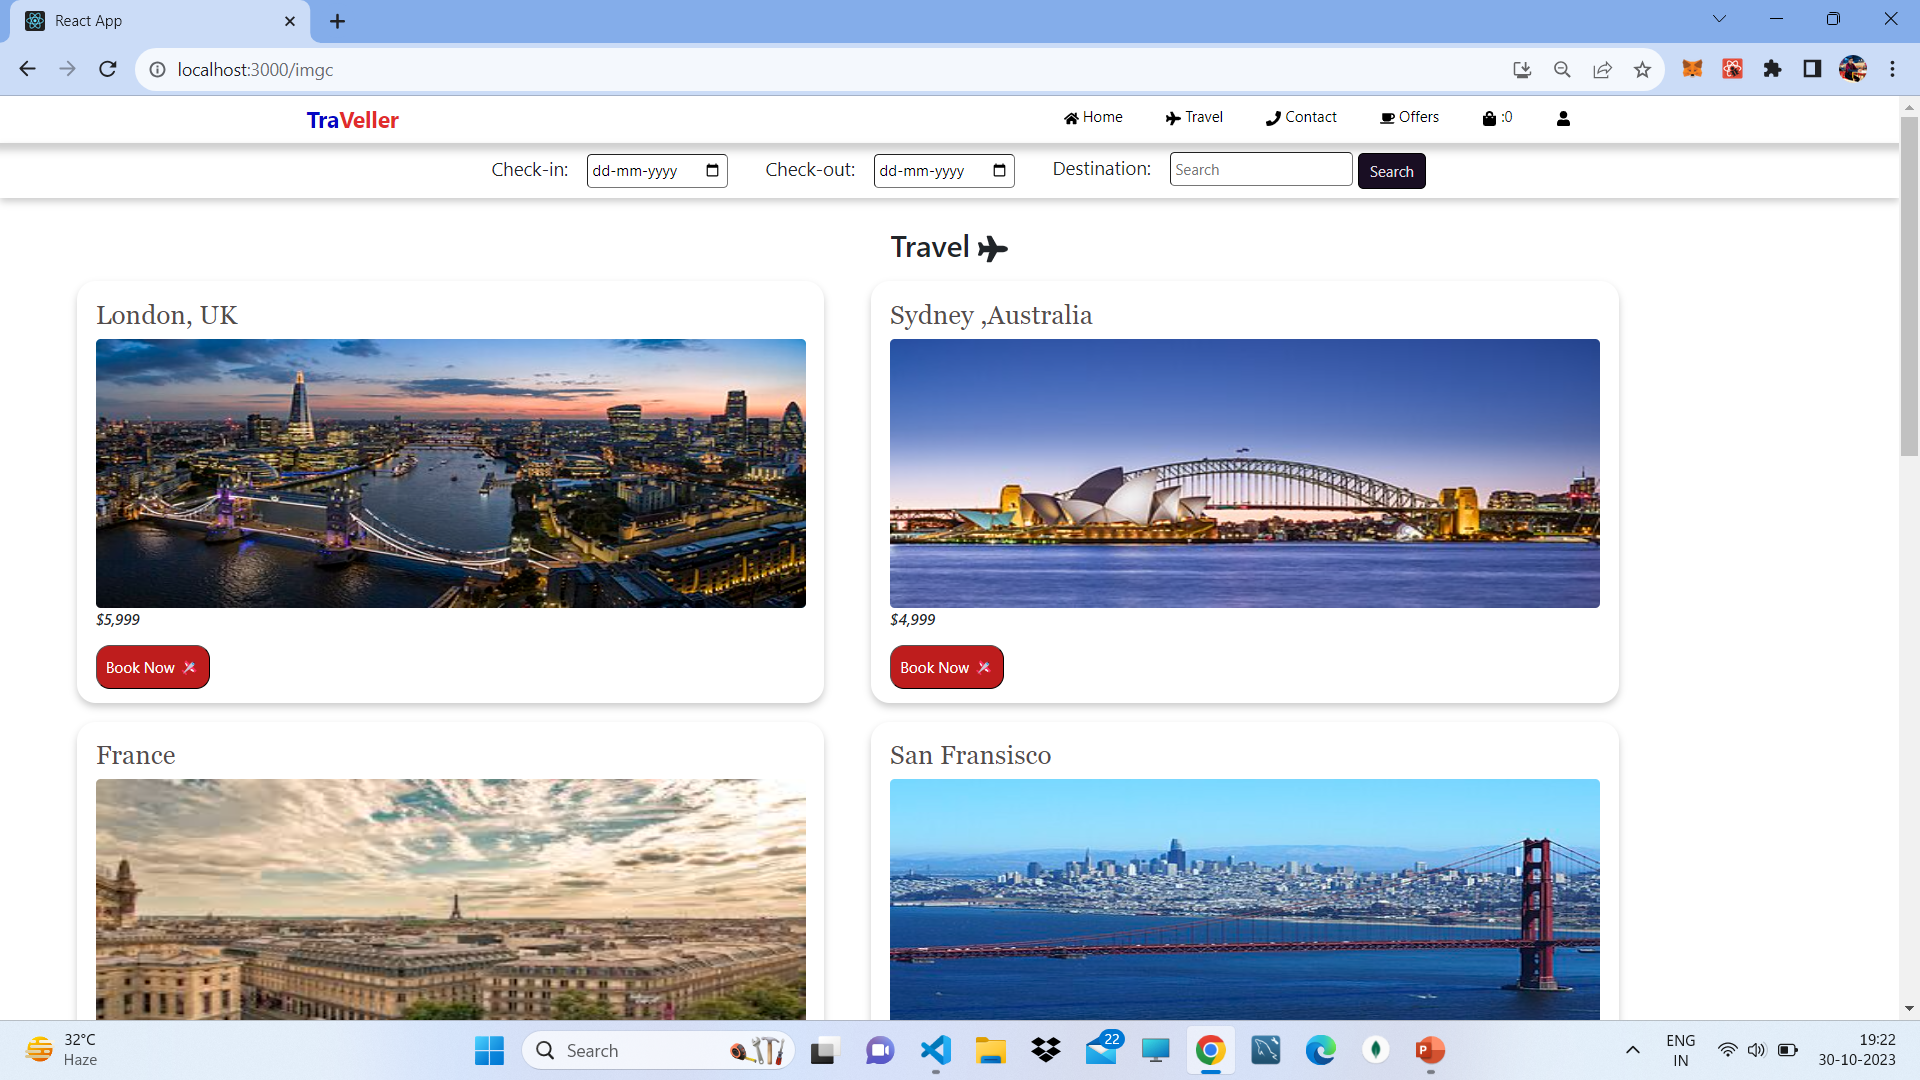 React App
localhost:3000/imgc
TraVeller
Home
Travel
Contact
Offers
:0
Check-in:
dd-mm-yyyy
Check-out:
dd-mm-yyyy
Destination:
Search
Search
Travel
London, UK
Sydney ,Australia
$5,999
$4,999
Book Now
Book Now
France
San Fransisco
32°C
Haze
Search
22
P
ENG
IN
19:22
30-10-2023